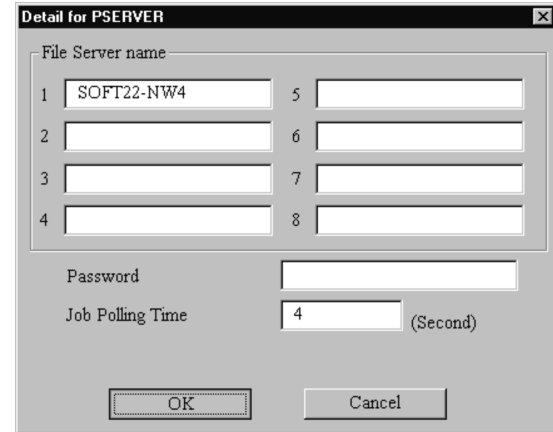 Detail for PSERVER
File Server name
1 SOFT22-NW4 5
2 6
3 7
4 8
Password
Job Polling Time 4 (Second)
OK Cancel